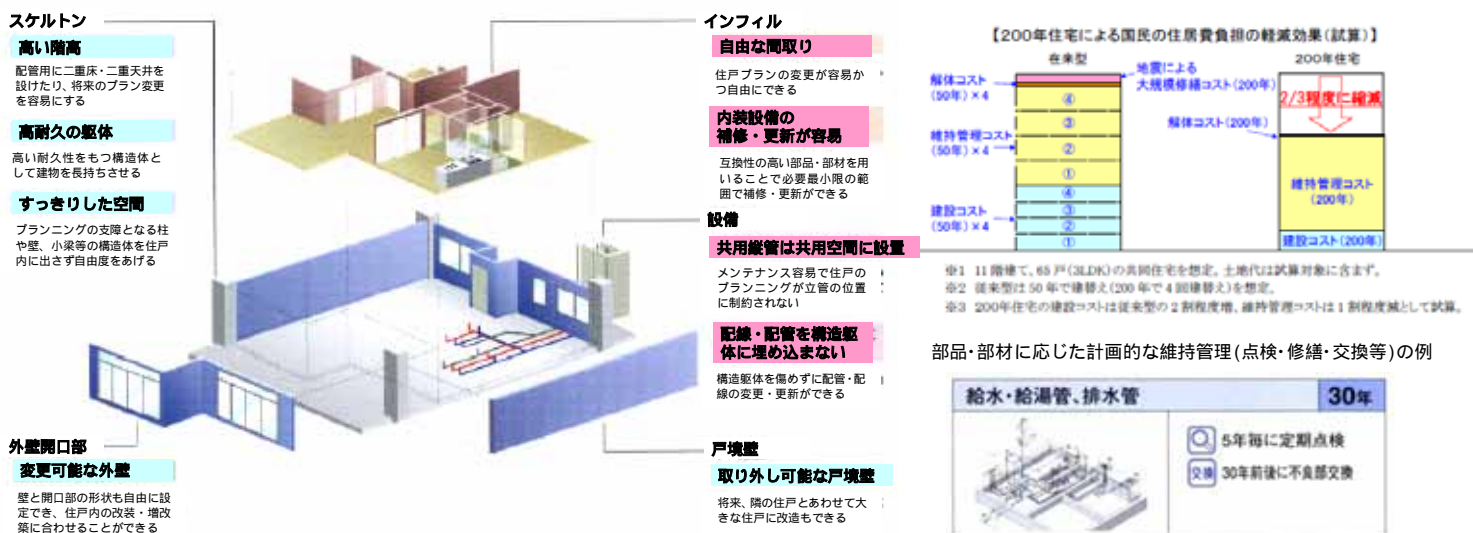 スケルトン
高い階高
配管用に二重床・二重天井を
設けたり、将来のプラン変更
を容易にする
高耐久の躯体
高い耐久性をもつ構造体と
して建物を長持ちさせる
すっきりした空間
プランニングの支障となる柱
や壁、小梁等の構造体を住戸
内に出さず自由度をあげる
外壁開口部
変更可能な外壁
壁と開口部の形状も自由に設
定でき、住戸内の改装・増改
築に合わせることができる
インフィル
自由な間取り
住戸プランの変更が容易か
つ自由にできる
内装設備の
補修・更新が容易
互換性の高い部品・部材を用
いることで必要最小限の範
囲で補修・更新ができる
設備
共用縦管は共用空間に設置
メンテナンス容易で住戸の
プランニングが立管の位置
に制約されない
配線・配管を構造躯
体に埋め込まない
構造躯体を傷めずに配管・配
線の変更・更新ができる
戸境壁
取り外し可能な戸境壁
将来、隣の住戸とあわせて大
きな住戸に改造もできる
【200年住宅による国民の住居費負担の軽減効果(試算)】
在来型
200年住宅
解体コスト
(50年)×4
地震による
大規模修繕コスト(200年)
④
③
維持管理コスト
(50年)×4
②
①
④
③
建設コスト
(50年)×4
②
①
2/3程度に縮減
解体コスト(200年)
維持管理コスト
(200年)
建設コスト(200年)
※1 11階建て、65戸(3LDK)の共同住宅を想定。土地代は試算対象に含まず。
※2 従来型は50年で建替え(200年で4回建替え)を想定。
※3 200年住宅の建設コストは従来型の2割程度増、維持管理コストは1割程度減として試算。
部品・部材に応じた計画的な維持管理(点検・修繕・交換等)の例
給水・給湯管、排水管
30年
5年毎に定期点検
交換 30年前後に不良部交換